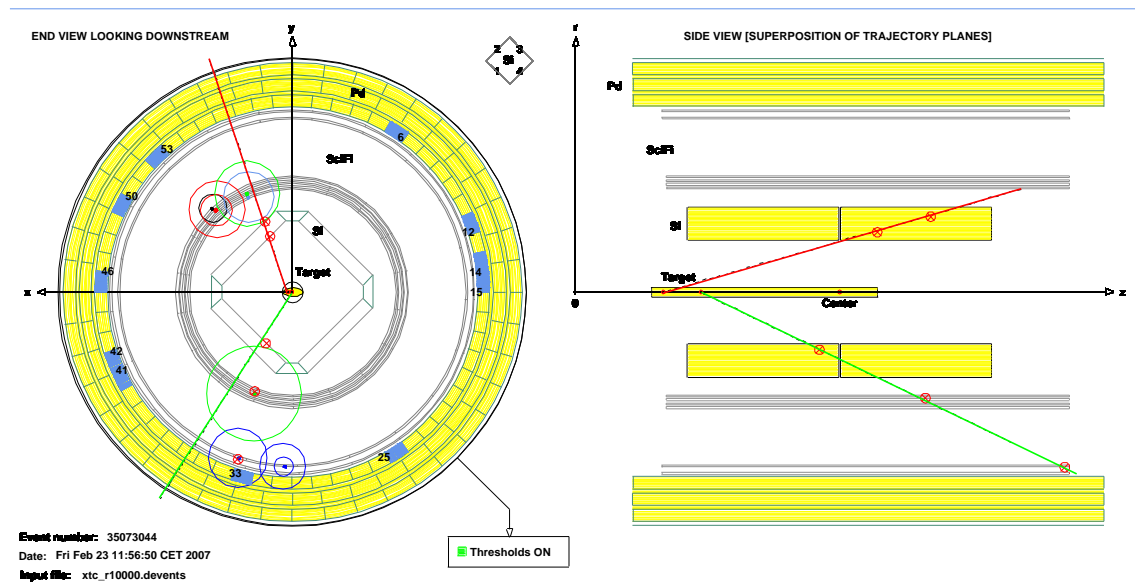 END VIEW LOOKING DOWNSTREAM
y
2 3
Si
1 4
r
SIDE VIEW [SUPERPOSITION OF TRAJECTORY PLANES]
Pd
Pd
6
53
SciFi
SciFi
50
12
Si
Si
46
Target
14
Target
x
15
0
Center
z
42
41
25
33
Event number: 35073044
Date: Fri Feb 23 11:56:50 CET 2007
Thresholds ON
Input file: xtc_r10000.devents